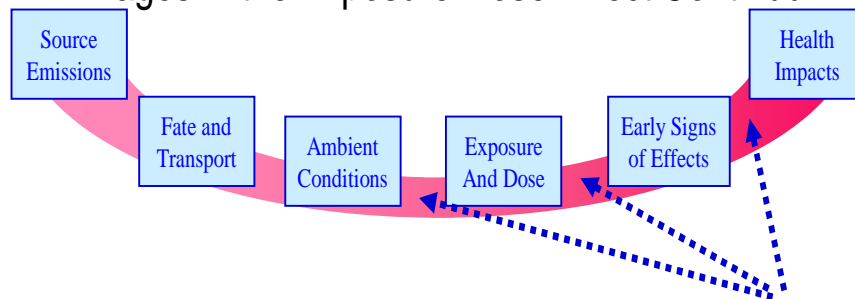 Source
Emissions
Health
Impacts
Fate and
Transport
Ambient
Conditions
Exposure
And Dose
Early Signs
of Effects